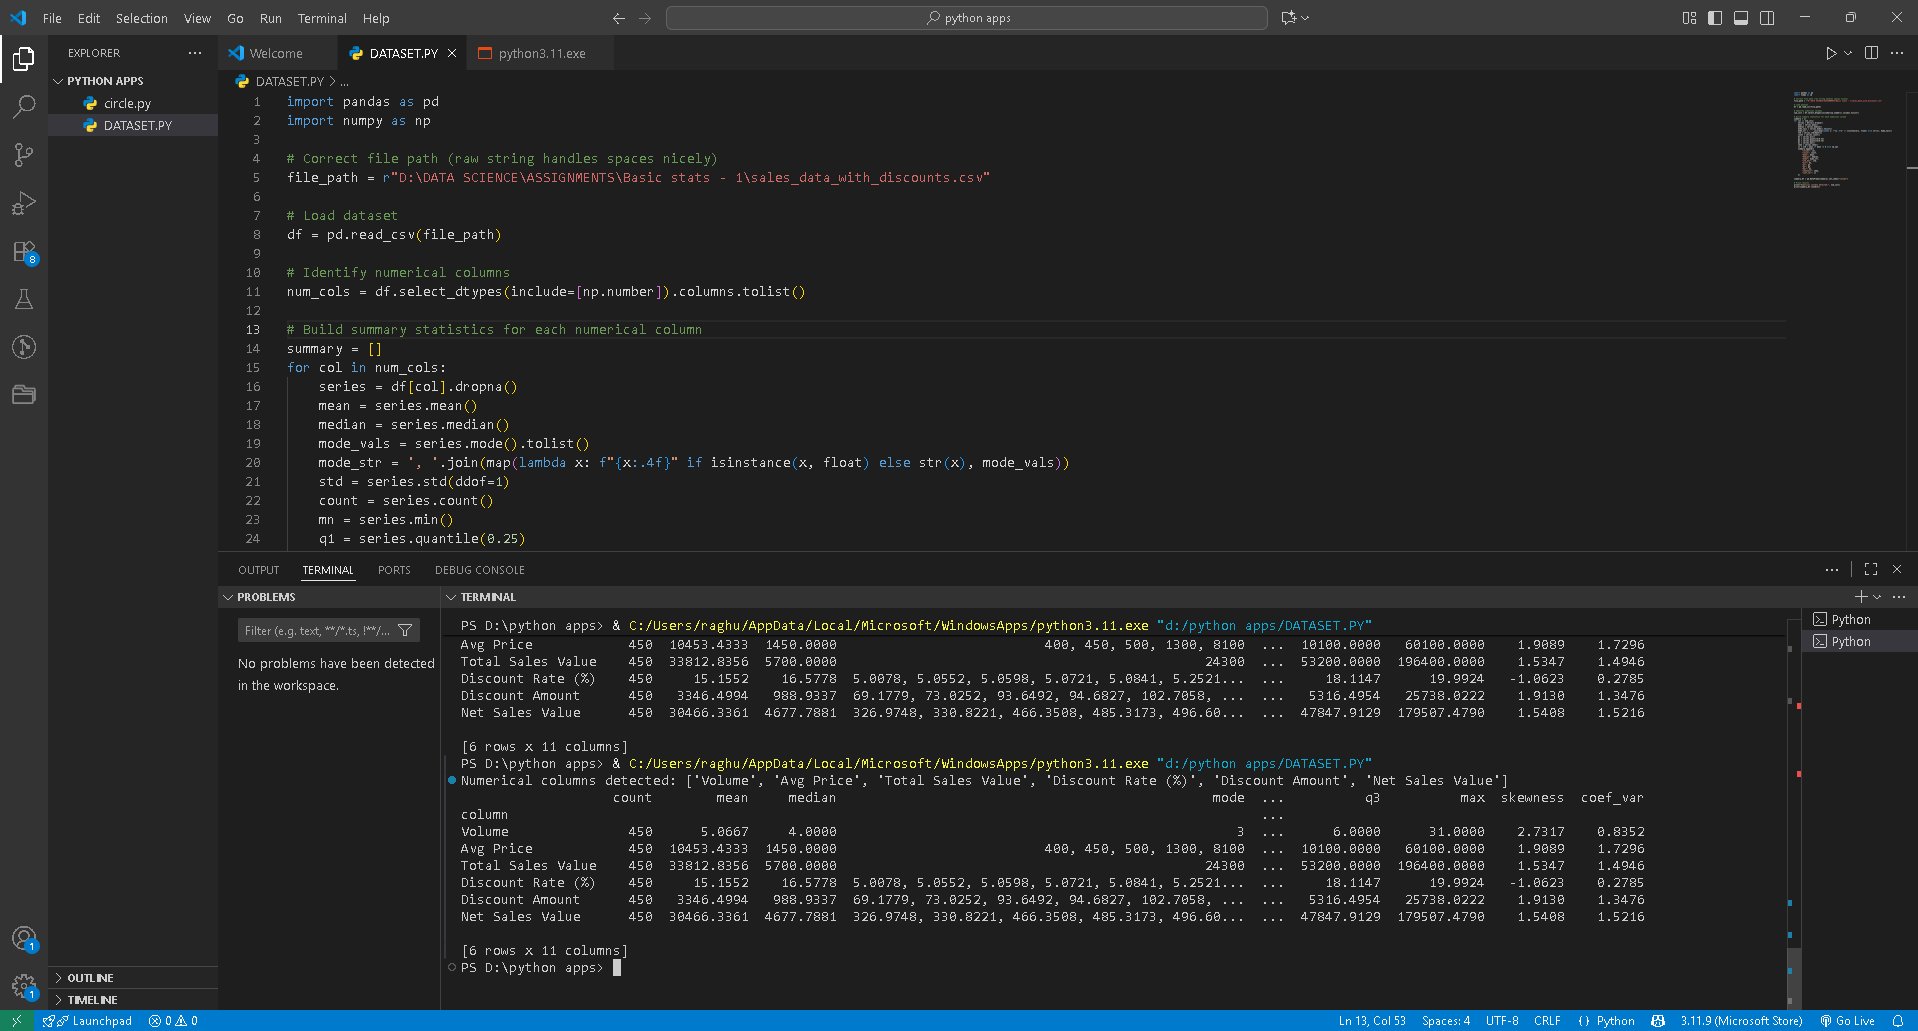 File Edit Selection View Go Run Terminal Help
python apps
EXPLORER
Welcome
DATASET.PY
python3.11.exe
PYTHON APPS
circle.py
DATASET.PY
DATASET.PY > ...
1 import pandas as pd
2 import numpy as np
3
4 # Correct file path (raw string handles spaces nicely)
5 file_path = r"D:\DATA SCIENCE\ASSIGNMENTS\Basic stats - 1\sales_data_with_discounts.csv"
6
7 # Load dataset
8 df = pd.read_csv(file_path)
9
10 # Identify numerical columns
11 num_cols = df.select_dtypes(include=[np.number]).columns.tolist()
12
13 # Build summary statistics for each numerical column
14 summary = []
15 for col in num_cols:
16 series = df[col].dropna()
17 mean = series.mean()
18 median = series.median()
19 mode_vals = series.mode().tolist()
20 mode_str = ', '.join(map(lambda x: f"{x:.4f}" if isinstance(x, float) else str(x), mode_vals))
21 std = series.std(ddof=1)
22 count = series.count()
23 mn = series.min()
24 q1 = series.quantile(0.25)
OUTPUT TERMINAL PORTS DEBUG CONSOLE
PROBLEMS
Filter (e.g. text, **/*.ts, !**/...
No problems have been detected
in the workspace.
TERMINAL
PS D:\python apps> & C:/Users/raghu/AppData/Local/Microsoft/WindowsApps/python3.11.exe "d:/python apps/DATASET.PY"
Avg Price 450 10453.4333 1450.0000 400, 450, 500, 1300, 8100 ... 10100.0000 60100.0000 1.9089 1.7296
Total Sales Value 450 33812.8356 5700.0000 24300 ... 53200.0000 196400.0000 1.5347 1.4946
Discount Rate (%) 450 15.1552 16.5778 5.0078, 5.0552, 5.0598, 5.0721, 5.0841, 5.2521... ... 18.1147 19.9924 -1.0623 0.2785
Discount Amount 450 3346.4994 988.9337 69.1779, 73.0252, 93.6492, 94.6827, 102.7058, ... ... 5316.4954 25738.0222 1.9130 1.3476
Net Sales Value 450 30466.3361 4677.7881 326.9748, 330.8221, 466.3508, 485.3173, 496.60... ... 47847.9129 179507.4790 1.5408 1.5216
[6 rows x 11 columns]
PS D:\python apps> & C:/Users/raghu/AppData/Local/Microsoft/WindowsApps/python3.11.exe "d:/python apps/DATASET.PY"
Numerical columns detected: ['Volume', 'Avg Price', 'Total Sales Value', 'Discount Rate (%)', 'Discount Amount', 'Net Sales Value']
count mean median mode ... q3 max skewness coef_var
column ...
Volume 450 5.0667 4.0000 3 ... 6.0000 31.0000 2.7317 0.8352
Avg Price 450 10453.4333 1450.0000 400, 450, 500, 1300, 8100 ... 10100.0000 60100.0000 1.9089 1.7296
Total Sales Value 450 33812.8356 5700.0000 24300 ... 53200.0000 196400.0000 1.5347 1.4946
Discount Rate (%) 450 15.1552 16.5778 5.0078, 5.0552, 5.0598, 5.0721, 5.0841, 5.2521... ... 18.1147 19.9924 -1.0623 0.2785
Discount Amount 450 3346.4994 988.9337 69.1779, 73.0252, 93.6492, 94.6827, 102.7058, ... ... 5316.4954 25738.0222 1.9130 1.3476
Net Sales Value 450 30466.3361 4677.7881 326.9748, 330.8221, 466.3508, 485.3173, 496.60... ... 47847.9129 179507.4790 1.5408 1.5216
[6 rows x 11 columns]
PS D:\python apps>
Python
Python
8
1
1
OUTLINE
TIMELINE
Launchpad 0 0 Ln 13, Col 53 Spaces: 4 UTF-8 CRLF {} Python 3.11.9 (Microsoft Store) Go Live